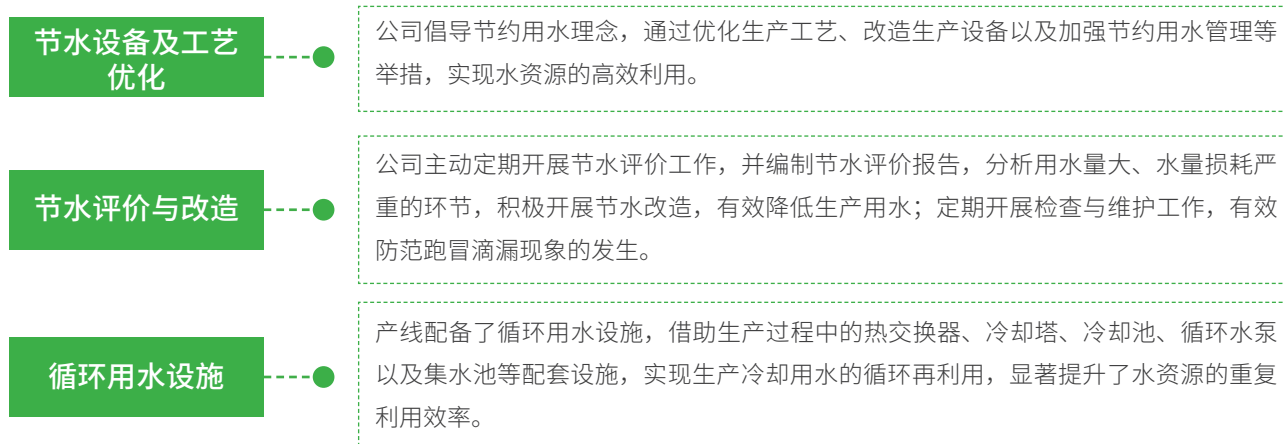 节水设备及工艺
优化
公司倡导节约用水理念，通过优化生产工艺、改造生产设备以及加强节约用水管理等
举措，实现水资源的高效利用。
节水评价与改造
公司主动定期开展节水评价工作，并编制节水评价报告，分析用水量大、水量损耗严
重的环节，积极开展节水改造，有效降低生产用水；定期开展检查与维护工作，有效
防范跑冒滴漏现象的发生。
循环用水设施
产线配备了循环用水设施，借助生产过程中的热交换器、冷却塔、冷却池、循环水泵
以及集水池等配套设施，实现生产冷却用水的循环再利用，显著提升了水资源的重复
利用效率。